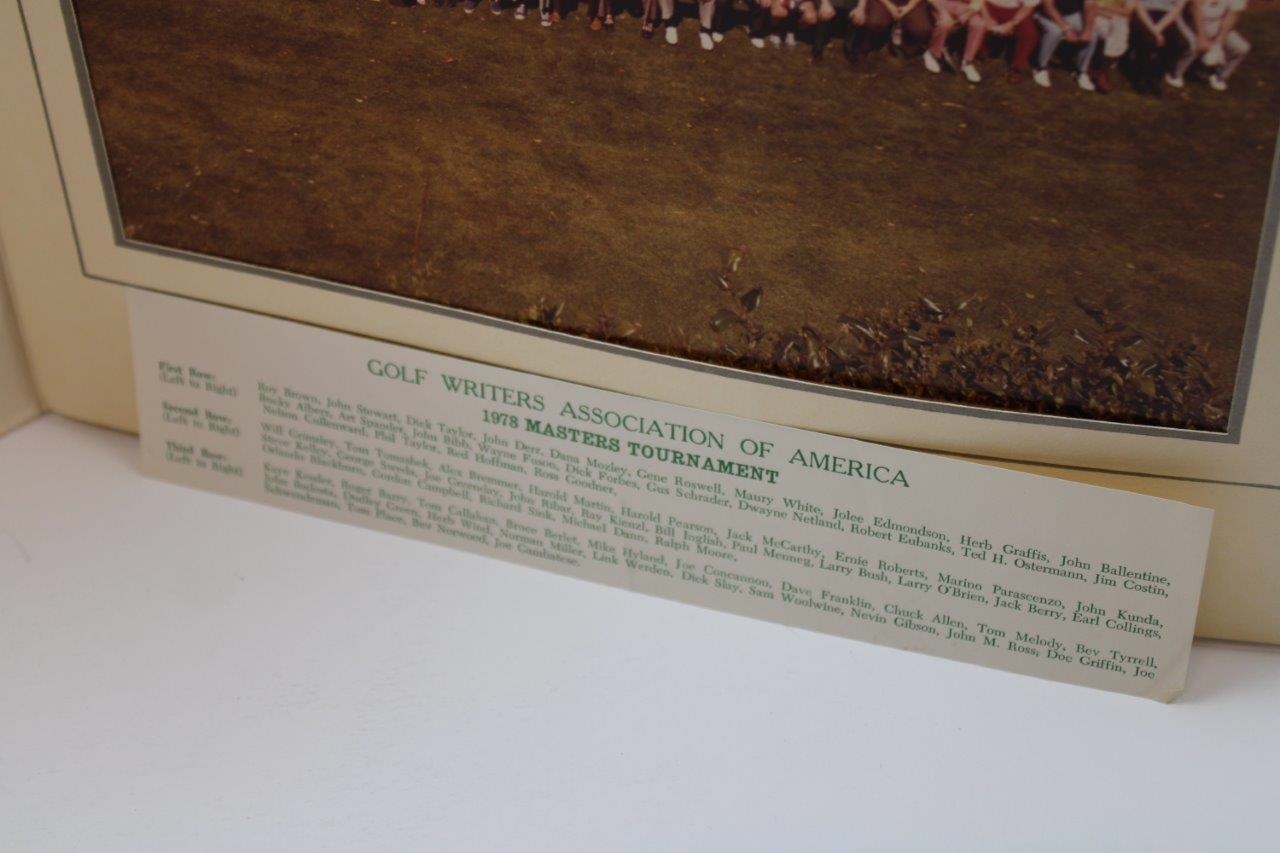 GOLF WRITERS ASSOCIATION OF AMERICA
1978 MASTERS TOURNAMENT
First Row:
(Left to Right)
Roy Brown, John Stewart, Dick Taylor, John Derr, Dana Mozley, Gene Roswell, Maury White, Jolee Edmondson, Herb Graffis, John Ballentine,
Bucky Albers, Art Spander, John Bibb, Wayne Fuson, Dick Forbes, Gus Schrader, Dwayne Netland, Robert Eubanks, Ted H. Ostermann, Jim Costin,
Nelson Cullenward, Phil Taylor, Red Hoffman, Ross Goodner,
Second Row:
(Left to Right)
Will Grimsley, Tom Tomashek, Alex Bremner, Harold Martin, Harold Pearson, Jack McCarthy, Ernie Roberts, Marino Parascenzo, John Kunda,
Steve Kelley, George Sweda, Joe Greenday, John Ribar, Ray Kienzl, Bill Inglish, Paul Menneg, Larry Bush, Larry O'Brien, Jack Berry, Earl Collings,
Orlando Blackburn, Gordon Campbell, Richard Sink, Michael Dann, Ralph Moore,
Third Row:
(Left to Right)
Kaye Kessler, Roger Barry, Tom Callahan, Bruce Berlet, Mike Hyland, Joe Concannon, Dave Franklin, Chuck Allen, Tom Melody, Bev Tyrrell,
John Dudley Green, Herb Wind, Norman Miller, Link Werden, Dick Slay, Sam Woolwine, Nevin Gibson, John M. Ross, Doc Griffin, Joe
Schwendeman, Tom Place, Bev Norwood, Joe Gambatese.